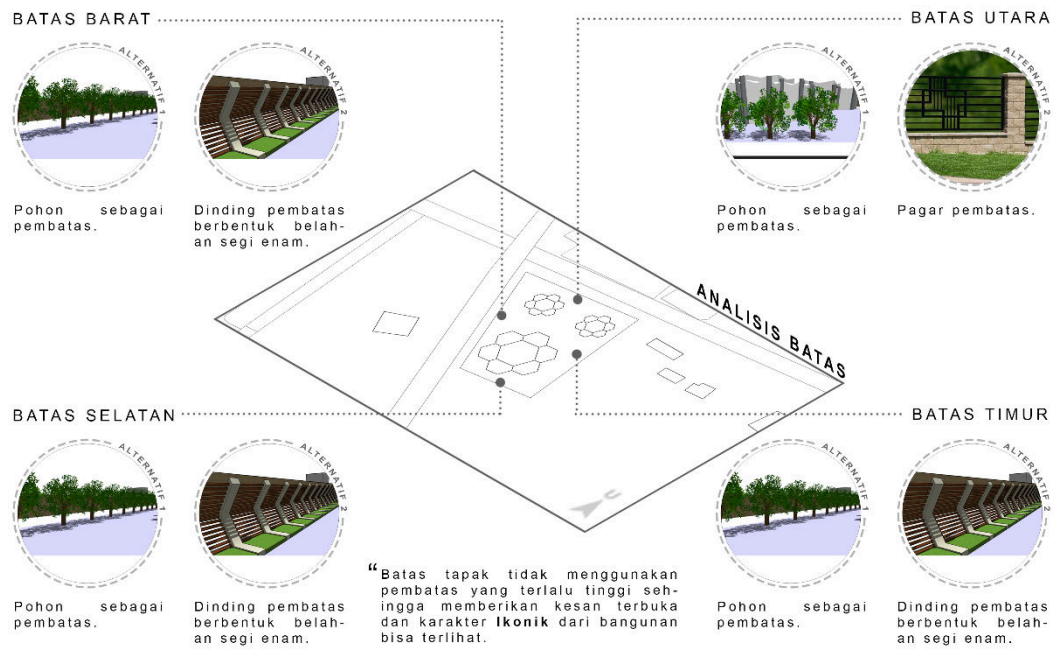 BATAS BARAT
BATAS UTARA
ALTERNATIF 1
ALTERNATIF 2
ALTERNATIF 1
ALTERNATIF 2
Pohon sebagai
pembatas.
Dinding pembatas
berbentuk belah-
an segi enam.
Pohon sebagai
pembatas.
Pagar pembatas.
ANALISIS BATAS
BATAS SELATAN
BATAS TIMUR
ALTERNATIF 1
ALTERNATIF 2
ALTERNATIF 1
ALTERNATIF 2
U
Pohon sebagai
pembatas.
Dinding pembatas
berbentuk belah-
an segi enam.
“Batas tapak tidak menggunakan
pembatas yang terlalu tinggi seh-
ingga memberikan kesan terbuka
dan karakter Ikonik dari bangunan
bisa terlihat.
Pohon sebagai
pembatas.
Dinding pembatas
berbentuk belah-
an segi enam.